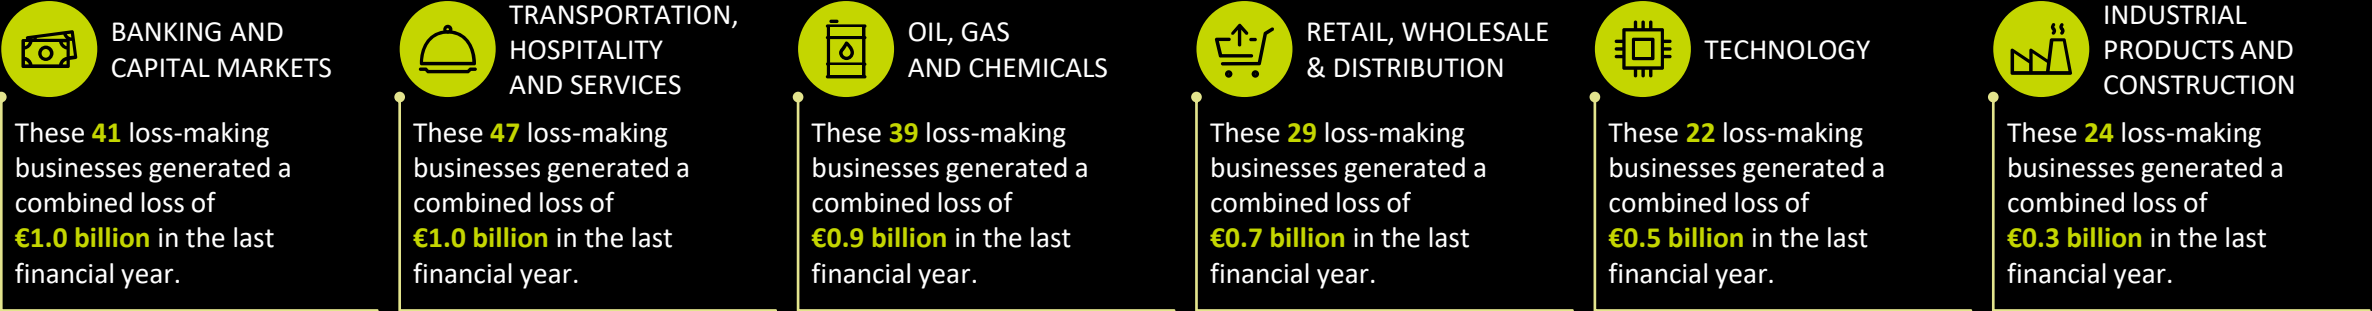 BANKING AND
CAPITAL MARKETS
These 41 loss-making
businesses generated a
combined loss of
€1.0 billion in the last
financial year.
TRANSPORTATION,
HOSPITALITY
AND SERVICES
These 47 loss-making
businesses generated a
combined loss of
€1.0 billion in the last
financial year.
OIL, GAS
AND CHEMICALS
These 39 loss-making
businesses generated a
combined loss of
€0.9 billion in the last
financial year.
RETAIL, WHOLESALE
& DISTRIBUTION
These 29 loss-making
businesses generated a
combined loss of
€0.7 billion in the last
financial year.
TECHNOLOGY
These 22 loss-making
businesses generated a
combined loss of
€0.5 billion in the last
financial year.
INDUSTRIAL
PRODUCTS AND
CONSTRUCTION
These 24 loss-making
businesses generated a
combined loss of
€0.3 billion in the last
financial year.